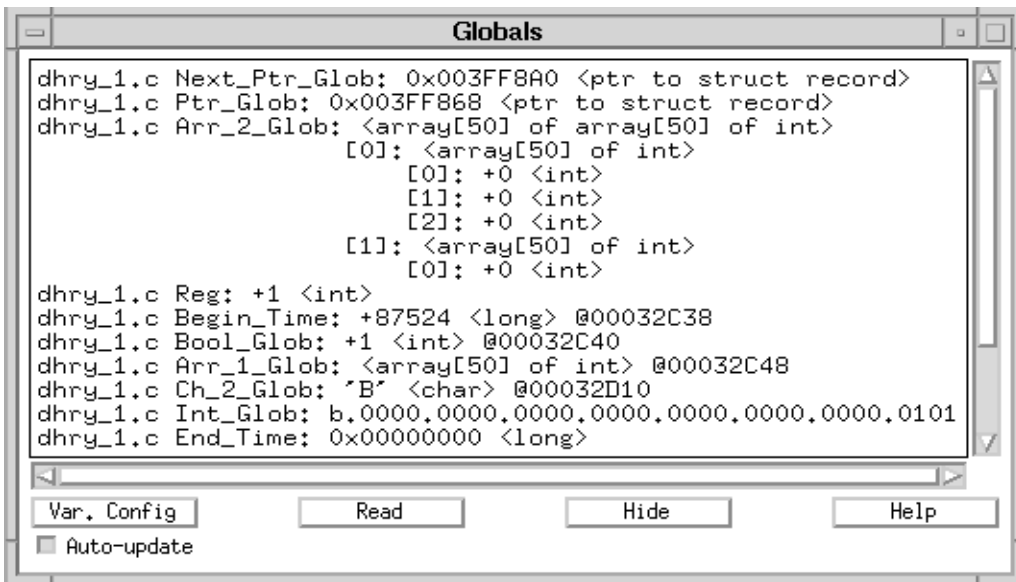 Globals
dhry_1.c Next_Ptr_Glob: 0x003FF8A0 <ptr to struct record>
dhry_1.c Ptr_Glob: 0x003FF868 <ptr to struct record>
dhry_1.c Arr_2_Glob: <array[50] of array[50] of int>
[0]: <array[50] of int>
[0]: +0 <int>
[1]: +0 <int>
[2]: +0 <int>
[1]: <array[50] of int>
[0]: +0 <int>
dhry_1.c Reg: +1 <int>
dhry_1.c Begin_Time: +87524 <long> @00032C38
dhry_1.c Bool_Glob: +1 <int> @00032C40
dhry_1.c Arr_1_Glob: <array[50] of int> @00032C48
dhry_1.c Ch_2_Glob: 'B' <char> @00032D10
dhry_1.c Int_Glob: b.0000.0000.0000.0000.0000.0000.0000.0101
dhry_1.c End_Time: 0x00000000 <long>
Var. Config Read Hide Help
Auto-update